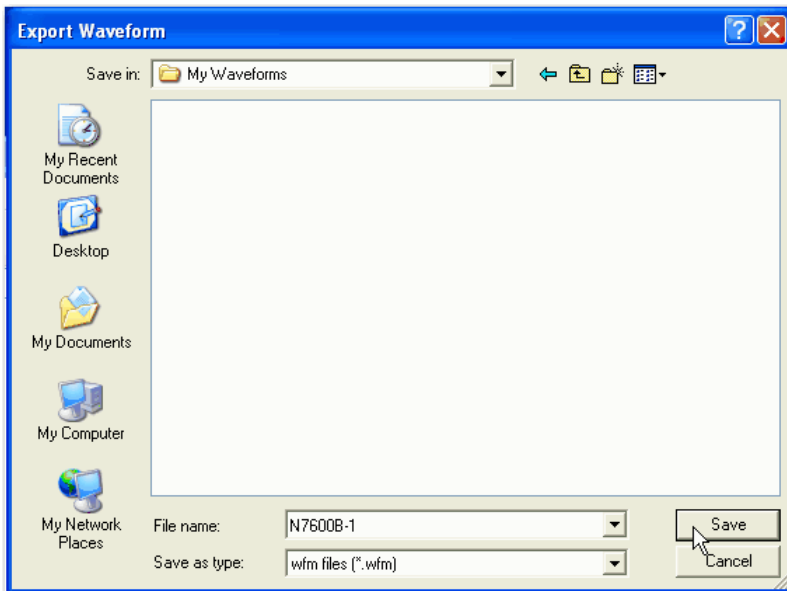 Export Waveform
Save in: My Waveforms
My Recent
Documents
Desktop
My Documents
My Computer
My Network
Places
File name: N7600B-1 Save
Save as type: wfm files (*.wfm) Cancel